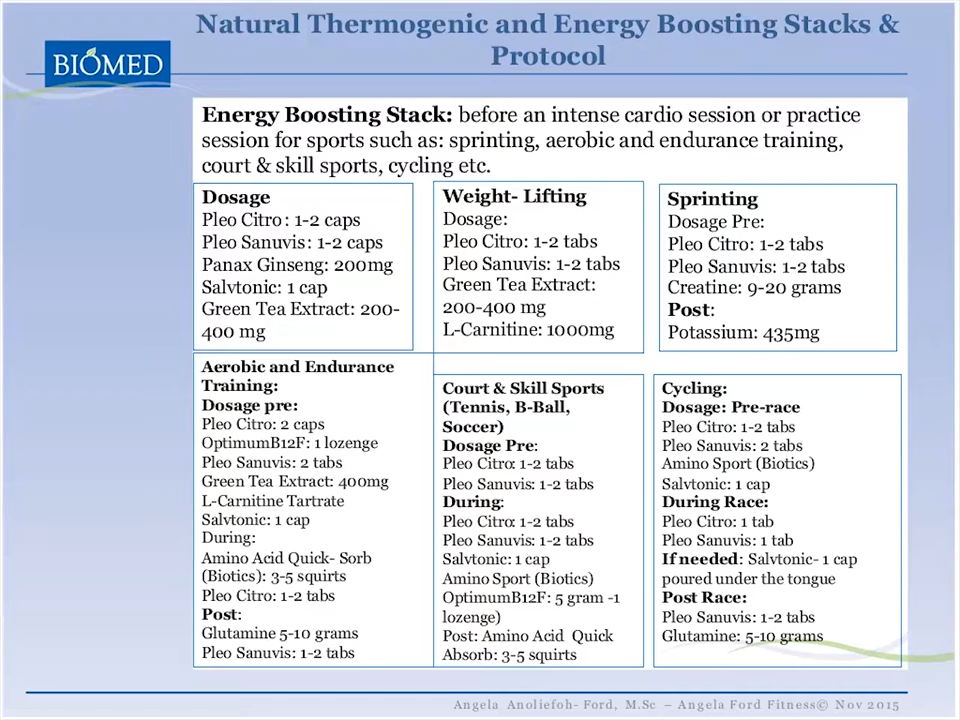 Natural Thermogenic and Energy Boosting Stacks &
Protocol
BIOMED
Energy Boosting Stack: before an intense cardio session or practice
session for sports such as: sprinting, aerobic and endurance training,
court & skill sports, cycling etc.
Dosage
Pleo Citro : 1-2 caps
Pleo Sanuvis : 1-2 caps
Panax Ginseng: 200mg
Salvtonic: 1 cap
Green Tea Extract: 200-
400 mg
Weight- Lifting
Dosage:
Pleo Citro: 1-2 tabs
Pleo Sanuvis: 1-2 tabs
Green Tea Extract:
200-400 mg
L-Carnitine: 1000mg
Sprinting
Dosage Pre:
Pleo Citro: 1-2 tabs
Pleo Sanuvis: 1-2 tabs
Creatine: 9-20 grams
Post:
Potassium: 435mg
Aerobic and Endurance
Training:
Dosage pre:
Pleo Citro: 2 caps
OptimumB12F: 1 lozenge
Pleo Sanuvis: 2 tabs
Green Tea Extract: 400mg
L-Carnitine Tartrate
Salvtonic: 1 cap
During:
Amino Acid Quick- Sorb
(Biotics): 3-5 squirts
Pleo Citro: 1-2 tabs
Post:
Glutamine 5-10 grams
Pleo Sanuvis: 1-2 tabs
Court & Skill Sports
(Tennis, B-Ball,
Soccer)
Dosage Pre:
Pleo Citro: 1-2 tabs
Pleo Sanuvis: 1-2 tabs
During:
Pleo Citro: 1-2 tabs
Pleo Sanuvis: 1-2 tabs
Salvtonic: 1 cap
Amino Sport (Biotics)
OptimumB12F: 5 gram -1
lozenge)
Post: Amino Acid Quick
Absorb: 3-5 squirts
Cycling:
Dosage: Pre-race
Pleo Citro: 1-2 tabs
Pleo Sanuvis: 2 tabs
Amino Sport (Biotics)
Salvtonic: 1 cap
During Race:
Pleo Citro: 1 tab
Pleo Sanuvis: 1 tab
If needed: Salvtonic- 1 cap
poured under the tongue
Post Race:
Pleo Sanuvis: 1-2 tabs
Glutamine: 5-10 grams
Angela Anoliefoh- Ford, M.Sc – Angela Ford Fitness© Nov 2015